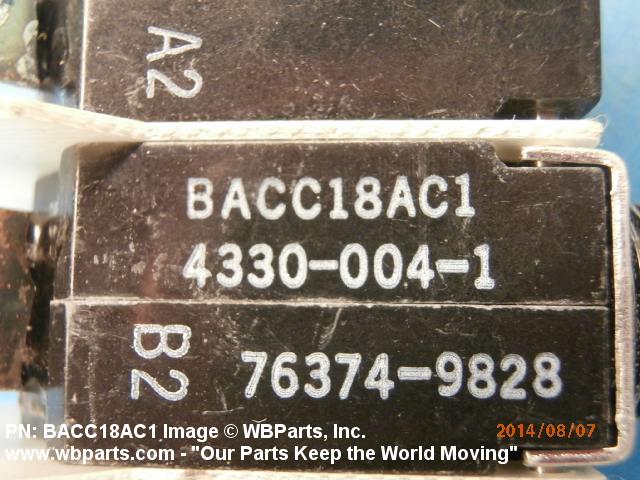 A2
BACC18AC1
4330-004-1
B2 76374-9828
PN: BACC18AC1 Image © WBParts, Inc. 2014/08/07
www.wbparts.com - "Our Parts Keep the World Moving"